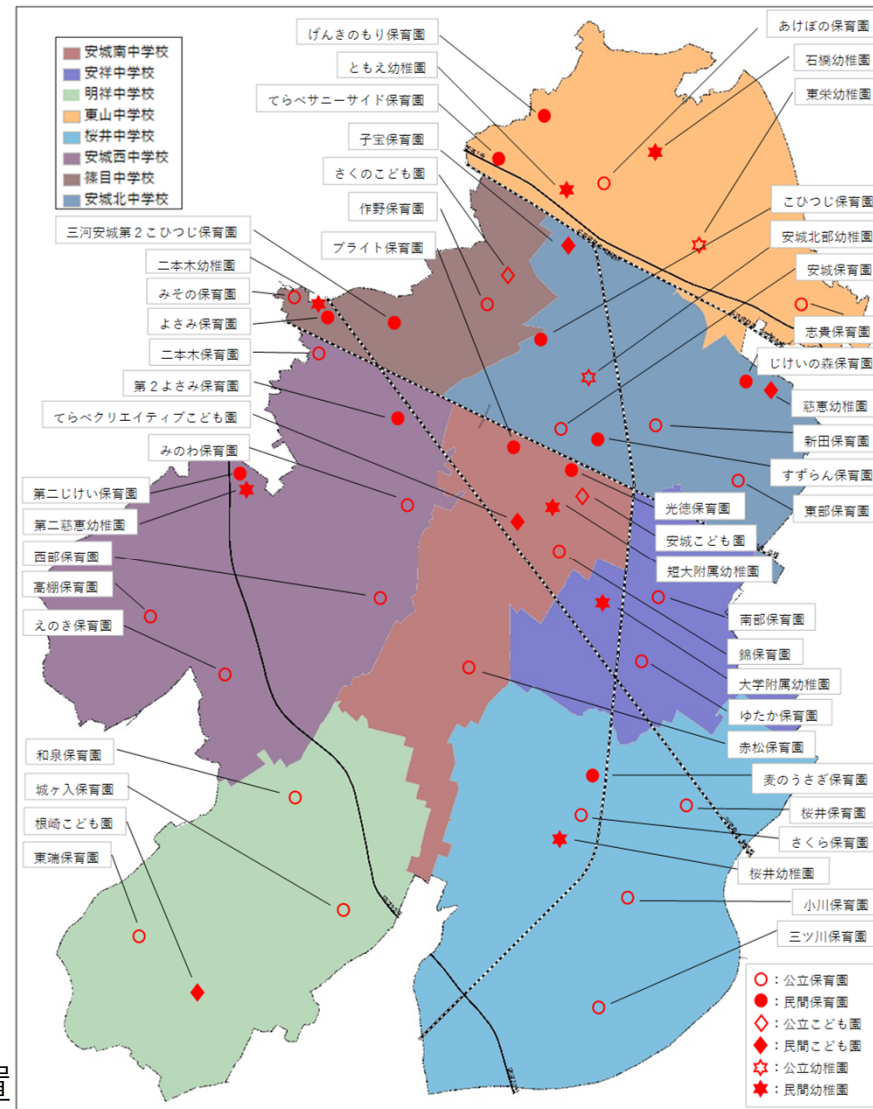 安城南中学校
安祥中学校
明祥中学校
東山中学校
桜井中学校
安城西中学校
篠目中学校
安城北中学校
げんきのもり保育園
ともえ幼稚園
てらべサニーサイド保育園
子宝保育園
さくのこども園
作野保育園
ブライト保育園
三河安城第2こひつじ保育園
二本木幼稚園
みその保育園
よさみ保育園
二本木保育園
第2よさみ保育園
てらべクリエイティブこども園
みのわ保育園
第二じけい保育園
第二慈恵幼稚園
西部保育園
高棚保育園
えのき保育園
和泉保育園
城ヶ入保育園
根崎こども園
東端保育園
あけぼの保育園
石橋幼稚園
東栄幼稚園
こひつじ保育園
安城北部幼稚園
安城保育園
志貴保育園
じけいの森保育園
慈恵幼稚園
新田保育園
すずらん保育園
東部保育園
光徳保育園
安城こども園
短大附属幼稚園
南部保育園
錦保育園
大学附属幼稚園
ゆたか保育園
赤松保育園
麦のうさぎ保育園
桜井保育園
さくら保育園
桜井幼稚園
小川保育園
三ツ川保育園
：公立保育園
：民間保育園
：公立こども園
：民間こども園
：公立幼稚園
：民間幼稚園